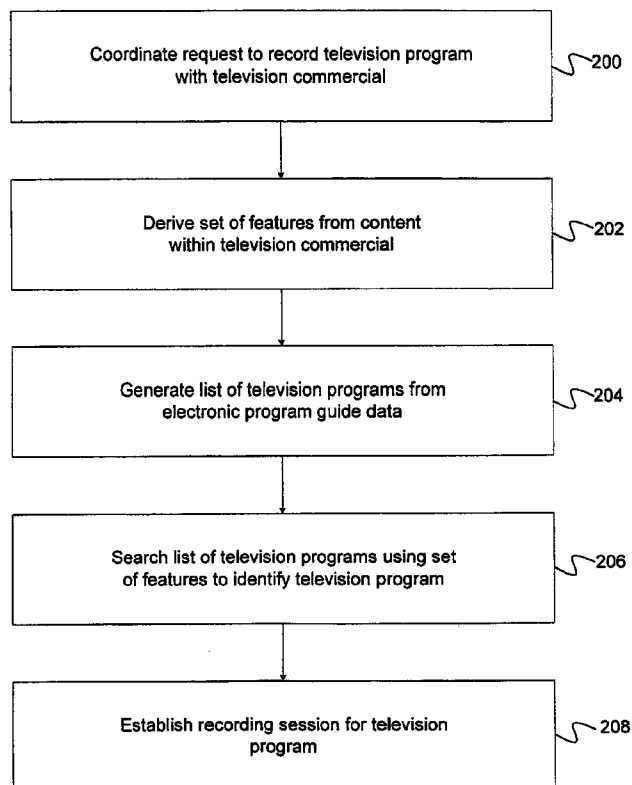 Coordinate request to record television program
with television commercial
200
Derive set of features from content
within television commercial
202
Generate list of television programs from
electronic program guide data
204
Search list of television programs using set
of features to identify television program
206
Establish recording session for television
program
208